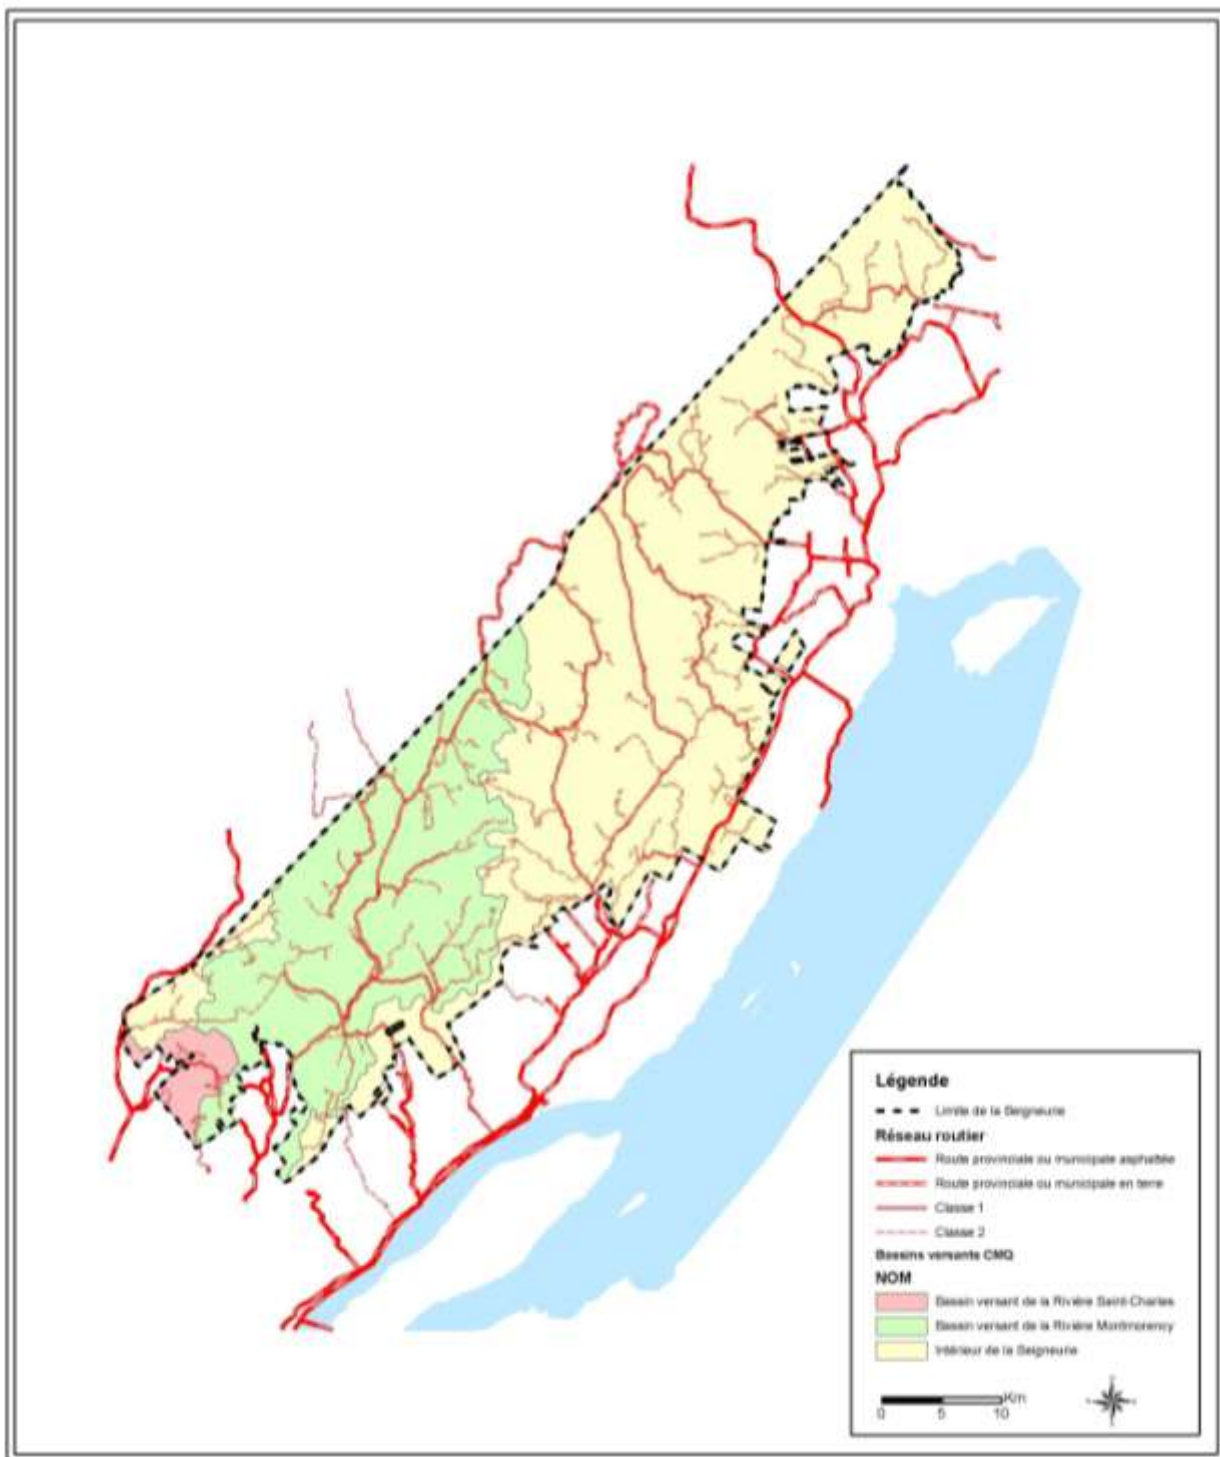 Légende
Limite de la Seigneurie
Réseau routier
Route provinciale ou municipale asphaltée
Route provinciale ou municipale en terre
Classe 1
Classe 2
Bassins versants CMQ
NOM
Bassin versant de la Rivière Saint-Charles
Bassin versant de la Rivière Montmorency
Intérieur de la Seigneurie
Km
0 5 10